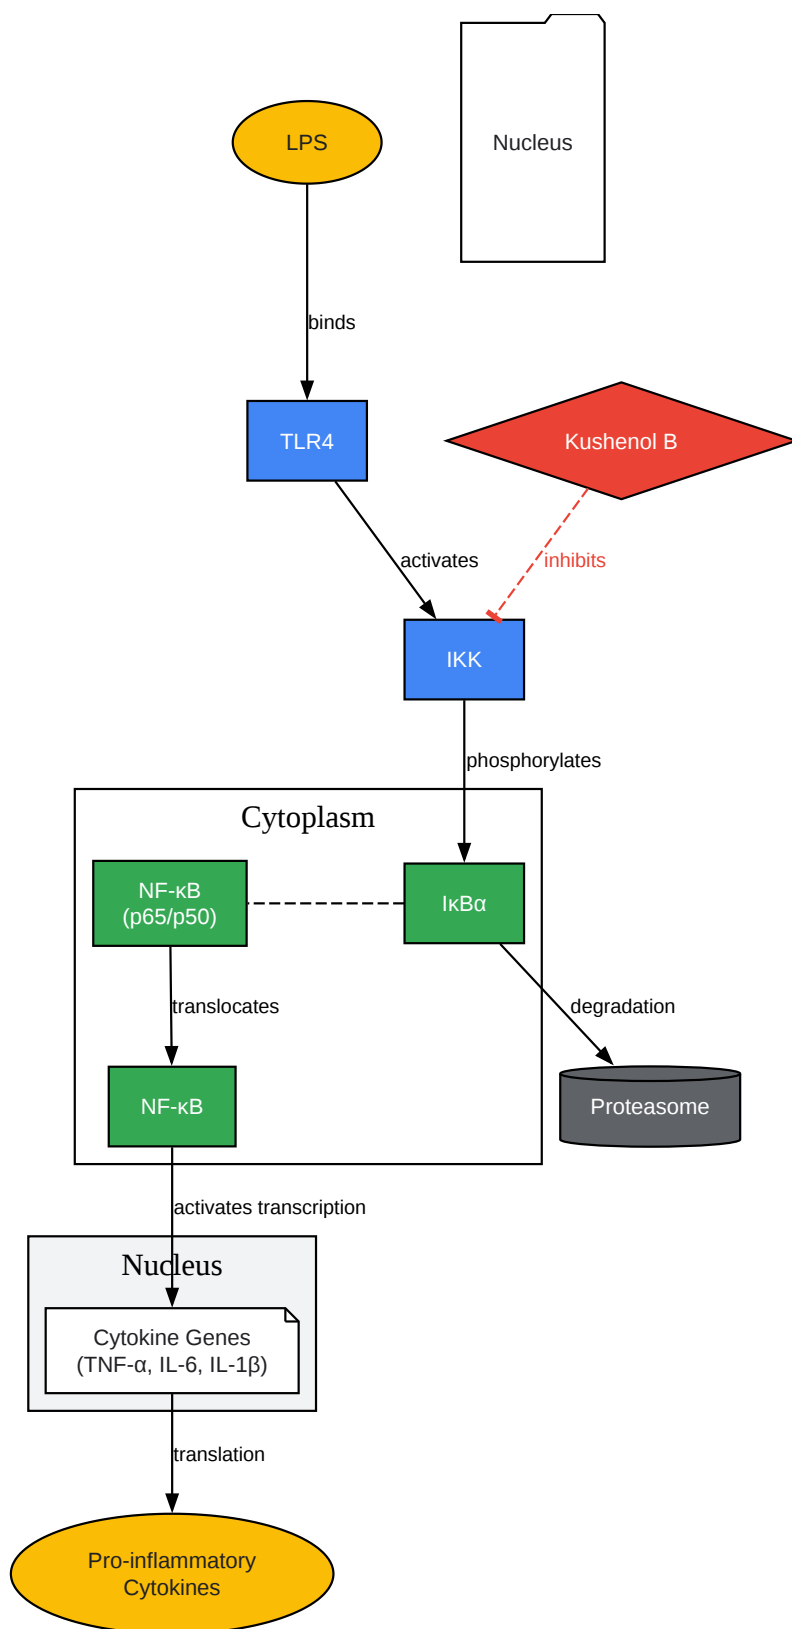 LPS
Nucleus
binds
TLR4
Kushenol B
activates
inhibits
IKK
phosphorylates
Cytoplasm
NF-κB
(p65/p50)
IκBα
translocates
degradation
NF-κB
Proteasome
activates transcription
Nucleus
Cytokine Genes
(TNF-α, IL-6, IL-1β)
translation
Pro-inflammatory
Cytokines